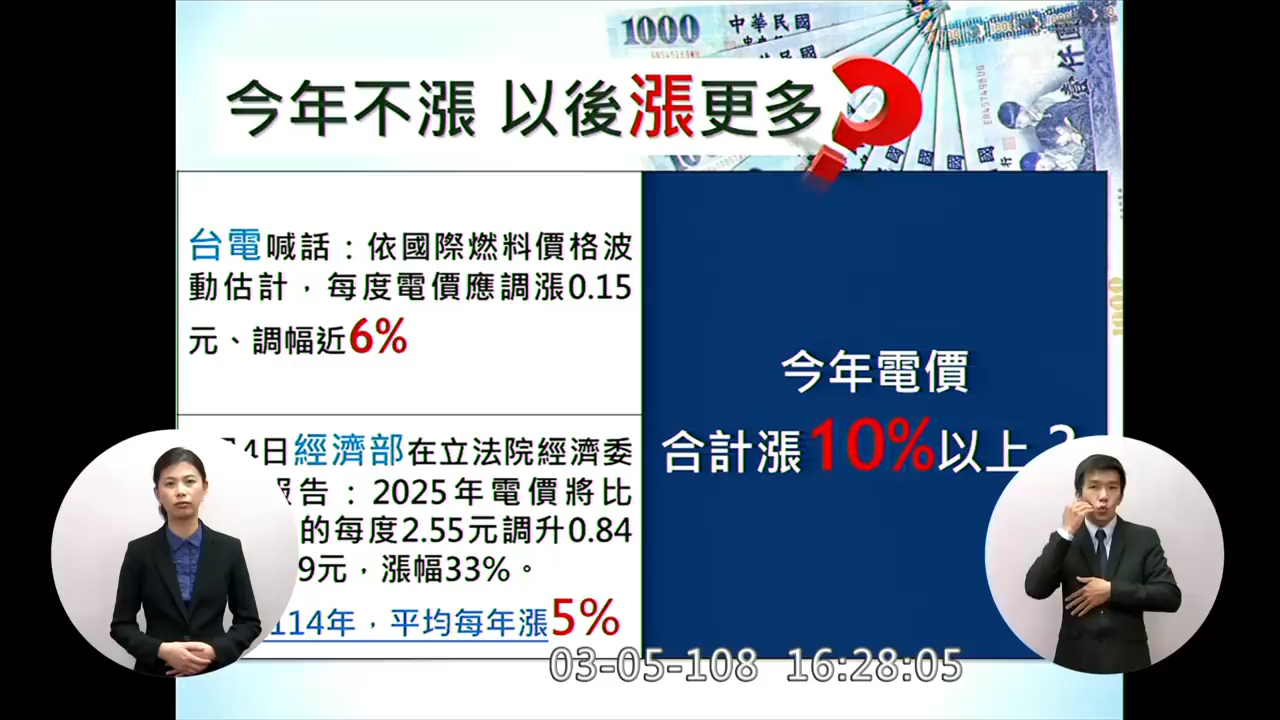 1000 中華民國
今年不漲 以後漲更多?
台電喊話：依國際燃料價格波
動估計，每度電價應調漲0.15
元、調幅近6%
4日經濟部在立法院經濟委
報告：2025年電價將比
的每度2.55元調升0.84
9元，漲幅33%。
114年，平均每年漲5%
今年電價
合計漲10%以上？
03-05-108 16:28:05